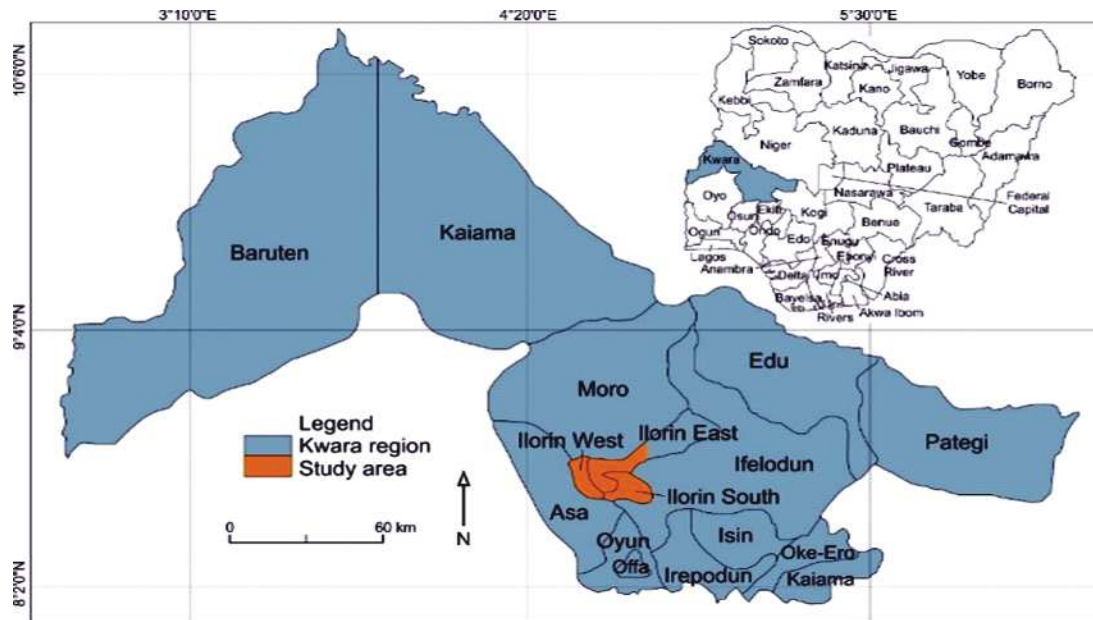 3°10'0"E 4°20'0"E 5°30'0"E
10°6'0"N
9°4'0"N
8°2'0"N
Sokoto
Katsina
Jigawa
Yobe
Borno
Zamfara
Kano
Kebbi
Kaduna
Bauchi
Gombe
Adamawa
Niger
Kwara
Plateau
Nasarawa
Federal
Capital
Oyo
Ekiti
Kogi
Taraba
Osun
Benue
Ogun
Ondo
Edo
Enugu
Lagos
Ebony
Cross
River
Anambra
Delta
Imo
Abia
Bayelsa
Akwa Ibom
Rivers
Baruten
Kaiama
Edu
Moro
Pategi
Ilorin West
Ilorin East
Ifelodun
Ilorin South
Asa
Isin
Oyun
Oke-Ero
Offa
Irepodun
Kaiama
Legend
Kwara region
Study area
0 60 km
N